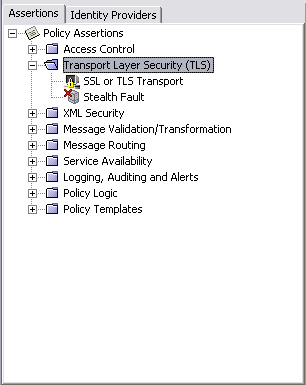 Assertions Identity Providers
Policy Assertions
Access Control
Transport Layer Security (TLS)
SSL or TLS Transport
Stealth Fault
XML Security
Message Validation/Transformation
Message Routing
Service Availability
Logging, Auditing and Alerts
Policy Logic
Policy Templates